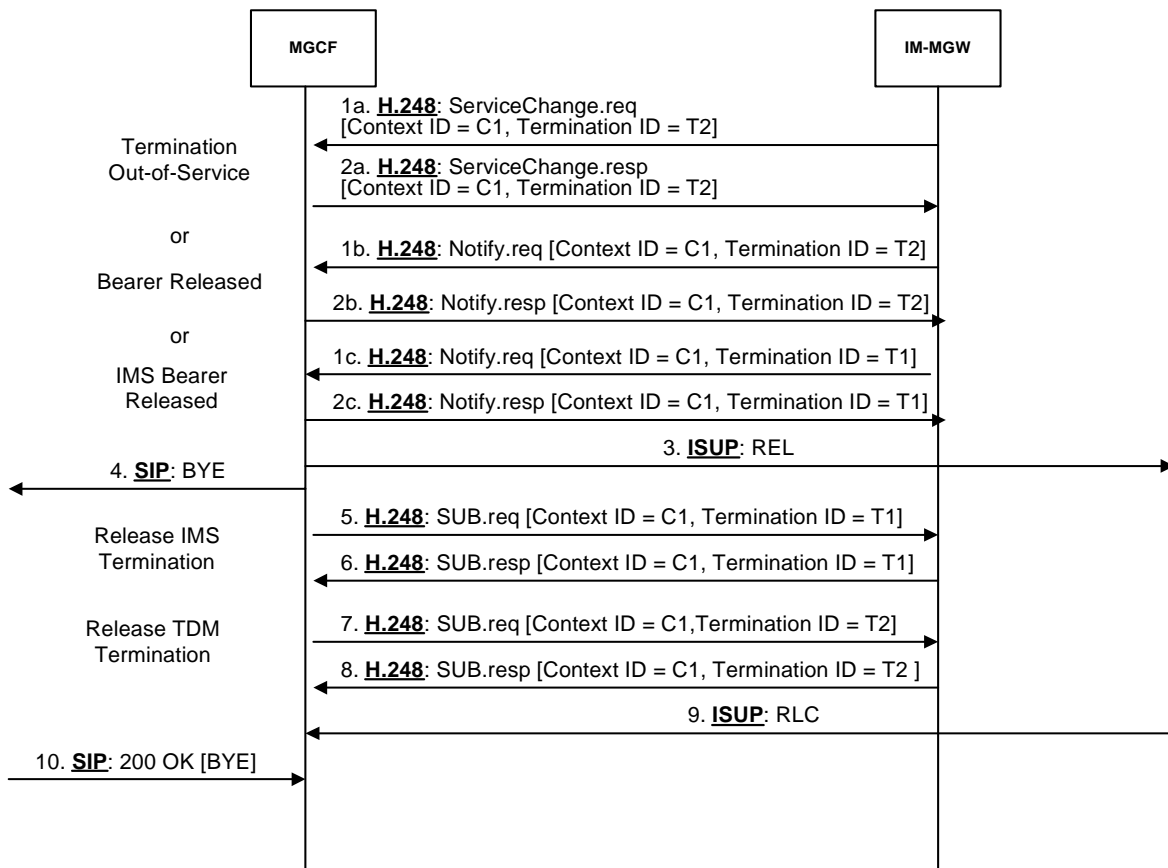 MGCF
IM-MGW
1a. H.248: ServiceChange.req
[Context ID = C1, Termination ID = T2]
Termination
Out-of-Service
2a. H.248: ServiceChange.resp
[Context ID = C1, Termination ID = T2]
or
1b. H.248: Notify.req [Context ID = C1, Termination ID = T2]
Bearer Released
2b. H.248: Notify.resp [Context ID = C1, Termination ID = T2]
or
1c. H.248: Notify.req [Context ID = C1, Termination ID = T1]
IMS Bearer
Released
2c. H.248: Notify.resp [Context ID = C1, Termination ID = T1]
3. ISUP: REL
4. SIP: BYE
5. H.248: SUB.req [Context ID = C1, Termination ID = T1]
Release IMS
Termination
6. H.248: SUB.resp [Context ID = C1, Termination ID = T1]
7. H.248: SUB.req [Context ID = C1,Termination ID = T2]
Release TDM
Termination
8. H.248: SUB.resp [Context ID = C1, Termination ID = T2 ]
9. ISUP: RLC
10. SIP: 200 OK [BYE]